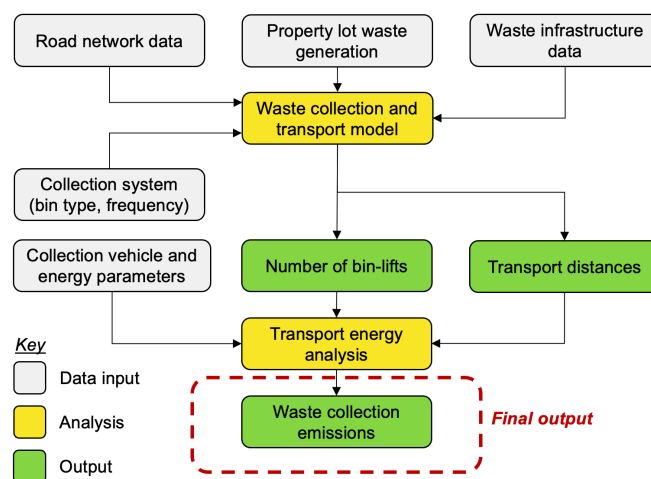 Road network data
Property lot waste
generation
Waste infrastructure
data
Waste collection and
transport model
Collection system
(bin type, frequency)
Collection vehicle and
energy parameters
Number of bin-lifts
Transport distances
Transport energy
analysis
Key
Data input
Analysis
Output
Waste collection
emissions
Final output